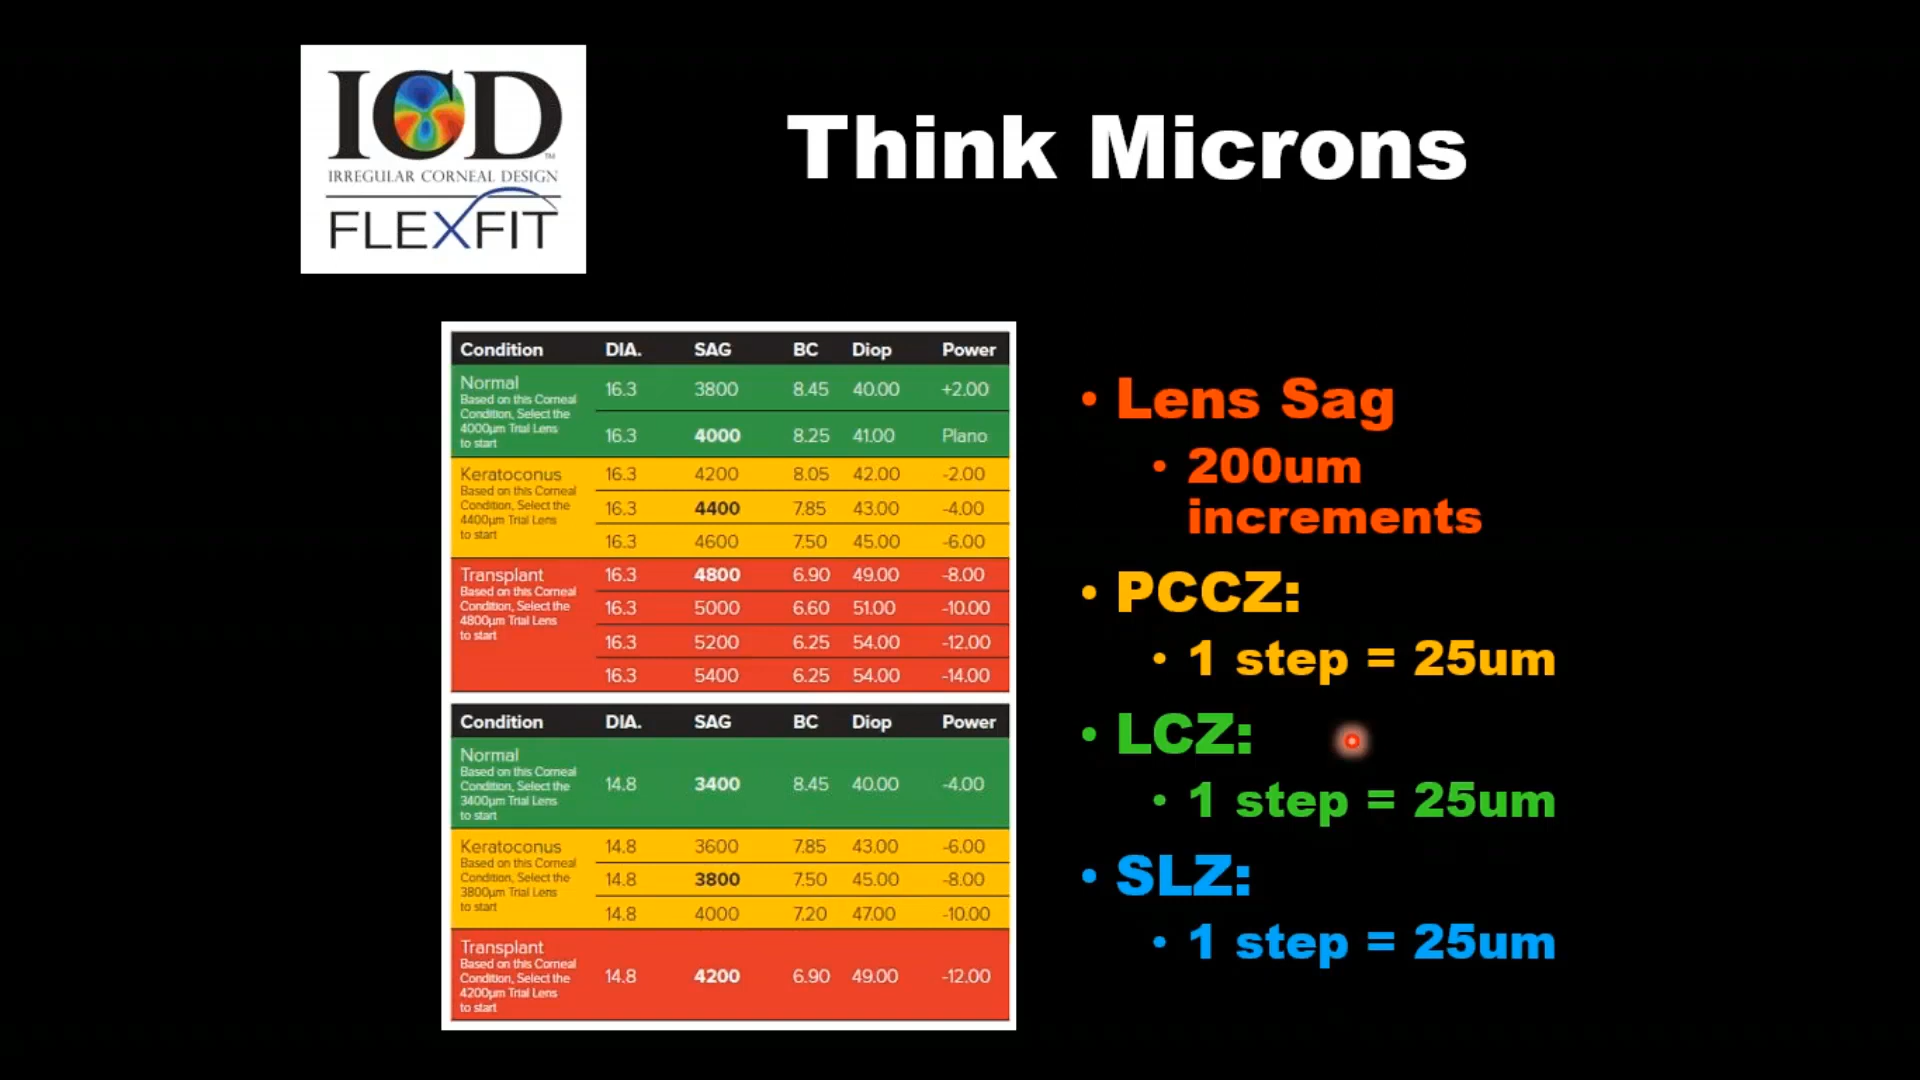 ICD™
IRREGULAR CORNEAL DESIGN
FLEXFIT
Think Microns
Condition DIA. SAG BC Diop Power
Normal
Based on this Corneal
Condition, Select the
4000µm Trial Lens
to start
16.3 3800 8.45 40.00 +2.00
16.3 4000 8.25 41.00 Plano
Keratoconus
Based on this Corneal
Condition, Select the
4400µm Trial Lens
to start
16.3 4200 8.05 42.00 -2.00
16.3 4400 7.85 43.00 -4.00
16.3 4600 7.50 45.00 -6.00
Transplant
Based on this Corneal
Condition, Select the
4800µm Trial Lens
to start
16.3 4800 6.90 49.00 -8.00
16.3 5000 6.60 51.00 -10.00
16.3 5200 6.25 54.00 -12.00
16.3 5400 6.25 54.00 -14.00
Condition DIA. SAG BC Diop Power
Normal
Based on this Corneal
Condition, Select the
3400µm Trial Lens
to start
14.8 3400 8.45 40.00 -4.00
Keratoconus
Based on this Corneal
Condition, Select the
3800µm Trial Lens
to start
14.8 3600 7.85 43.00 -6.00
14.8 3800 7.50 45.00 -8.00
14.8 4000 7.20 47.00 -10.00
Transplant
Based on this Corneal
Condition, Select the
4200µm Trial Lens
to start
14.8 4200 6.90 49.00 -12.00
• Lens Sag
• 200um
increments
• PCCZ:
• 1 step = 25um
• LCZ:
• 1 step = 25um
• SLZ:
• 1 step = 25um